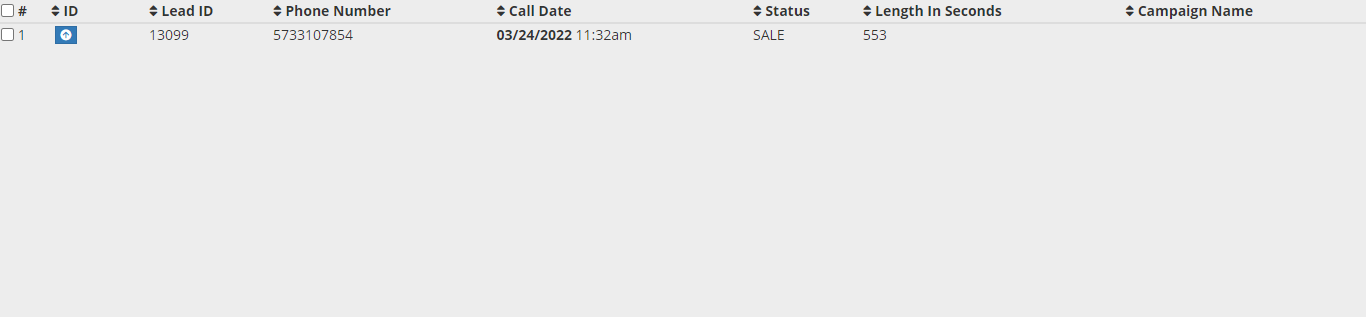 # ID Lead ID Phone Number Call Date Status Length In Seconds Campaign Name
1 13099 5733107854 03/24/2022 11:32am SALE 553